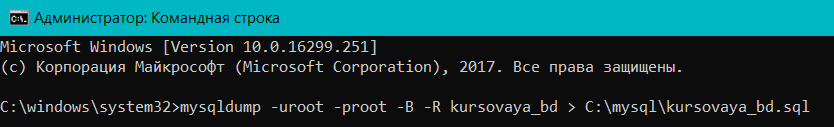 Администратор: Командная строка
Microsoft Windows [Version 10.0.16299.251]
(c) Корпорация Майкрософт (Microsoft Corporation), 2017. Все права защищены.
C:\windows\system32>mysqldump -uroot -proot -B -R kursovaya_bd > C:\mysql\kursovaya_bd.sql